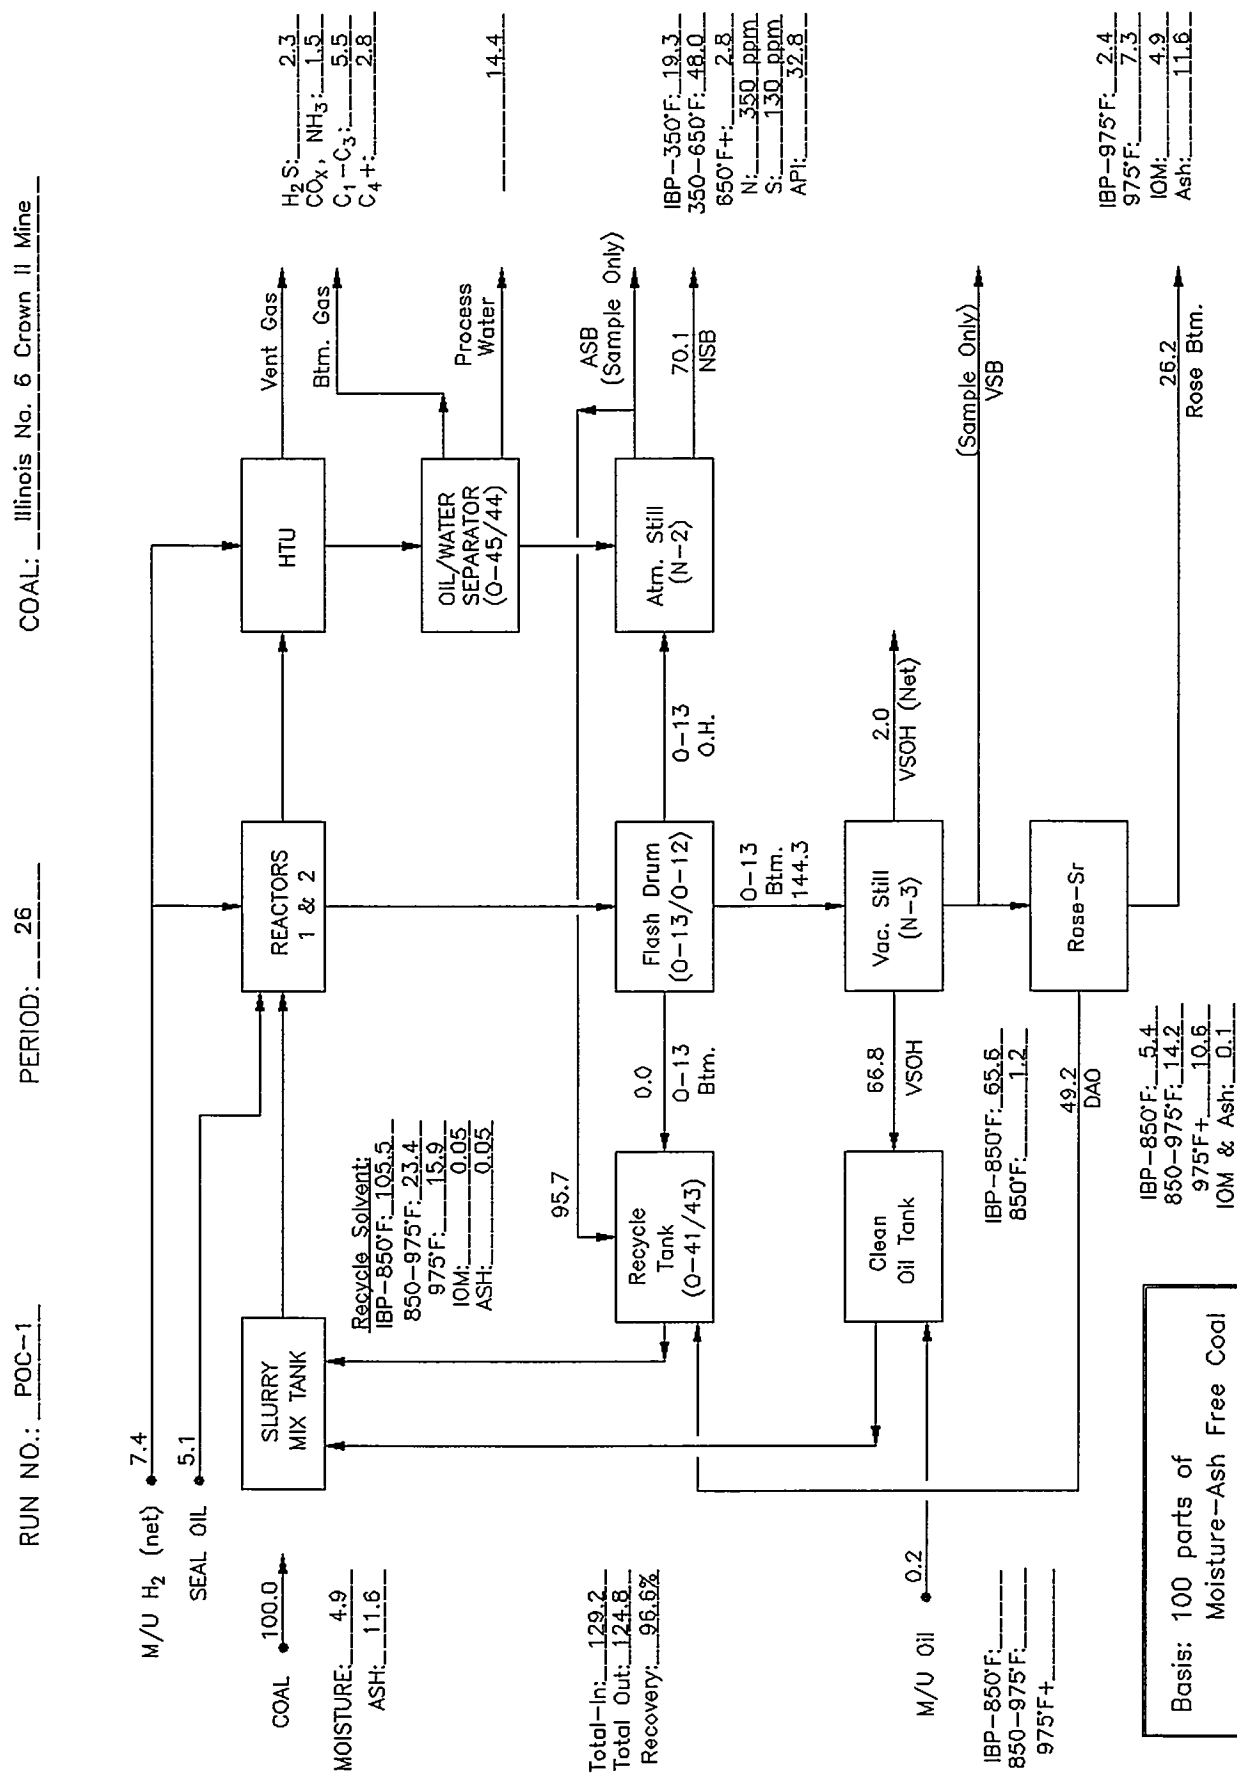 RUN NO.: POC-1
PERIOD: 26
COAL: Illinois No. 6 Crown II Mine
M/U H2 (net) 7.4
SEAL OIL 5.1
COAL 100.0
MOISTURE: 4.9
ASH: 11.6
SLURRY
MIX TANK
REACTORS
1 & 2
HTU
Vent Gas
Btm. Gas
H2S: 2.3
COx, NH3: 1.5
C1-C3: 5.5
C4+: 2.8
OIL/WATER
SEPARATOR
(O-45/44)
Process
Water
14.4
Recycle Solvent:
IBP-850°F: 105.5
850-975°F: 23.4
975°F: 15.9
IOM: 0.05
ASH: 0.05
95.7
ASB
(Sample Only)
Total-In: 129.2
Total Out: 124.8
Recovery: 96.6%
Recycle
Tank
(O-41/43)
0.0
O-13
Btm.
Flash Drum
(O-13/O-12)
O-13
O.H.
Atm. Still
(N-2)
70.1
NSB
IBP-350°F: 19.3
350-650°F: 48.0
650°F+: 2.8
N: 350 ppm
S: 130 ppm
API: 32.8
O-13
Btm.
144.3
Clean
Oil Tank
66.8
VSOH
Vac. Still
(N-3)
2.0
VSOH (Net)
M/U Oil 0.2
IBP-850°F:
850-975°F:
975°F+
IBP-850°F: 65.6
850°F: 1.2
(Sample Only)
VSB
49.2
DAO
Rose-Sr
26.2
Rose Btm.
IBP-975°F: 2.4
975°F: 7.3
IOM: 4.9
Ash: 11.6
IBP-850°F: 5.4
850-975°F: 14.2
975°F+ 10.6
IOM & Ash: 0.1
Basis: 100 parts of
Moisture-Ash Free Coal